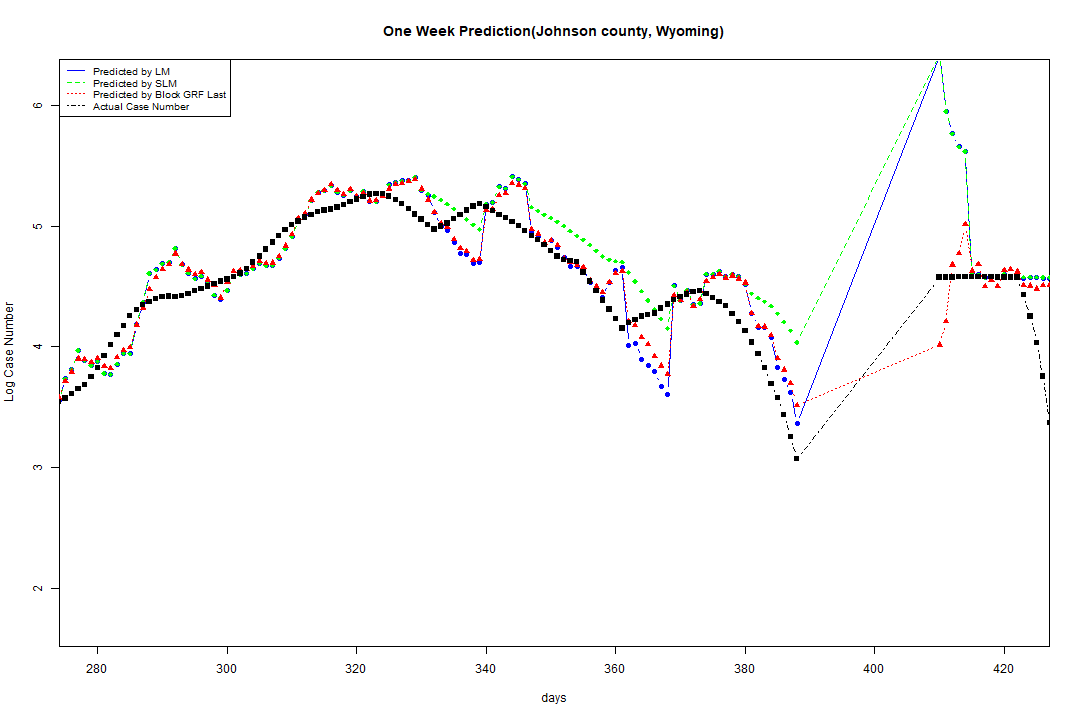 One Week Prediction(Johnson county, Wyoming)
Predicted by LM
Predicted by SLM
Predicted by Block GRF Last
Actual Case Number
Log Case Number
6
5
4
3
2
280 300 320 340 360 380 400 420
days